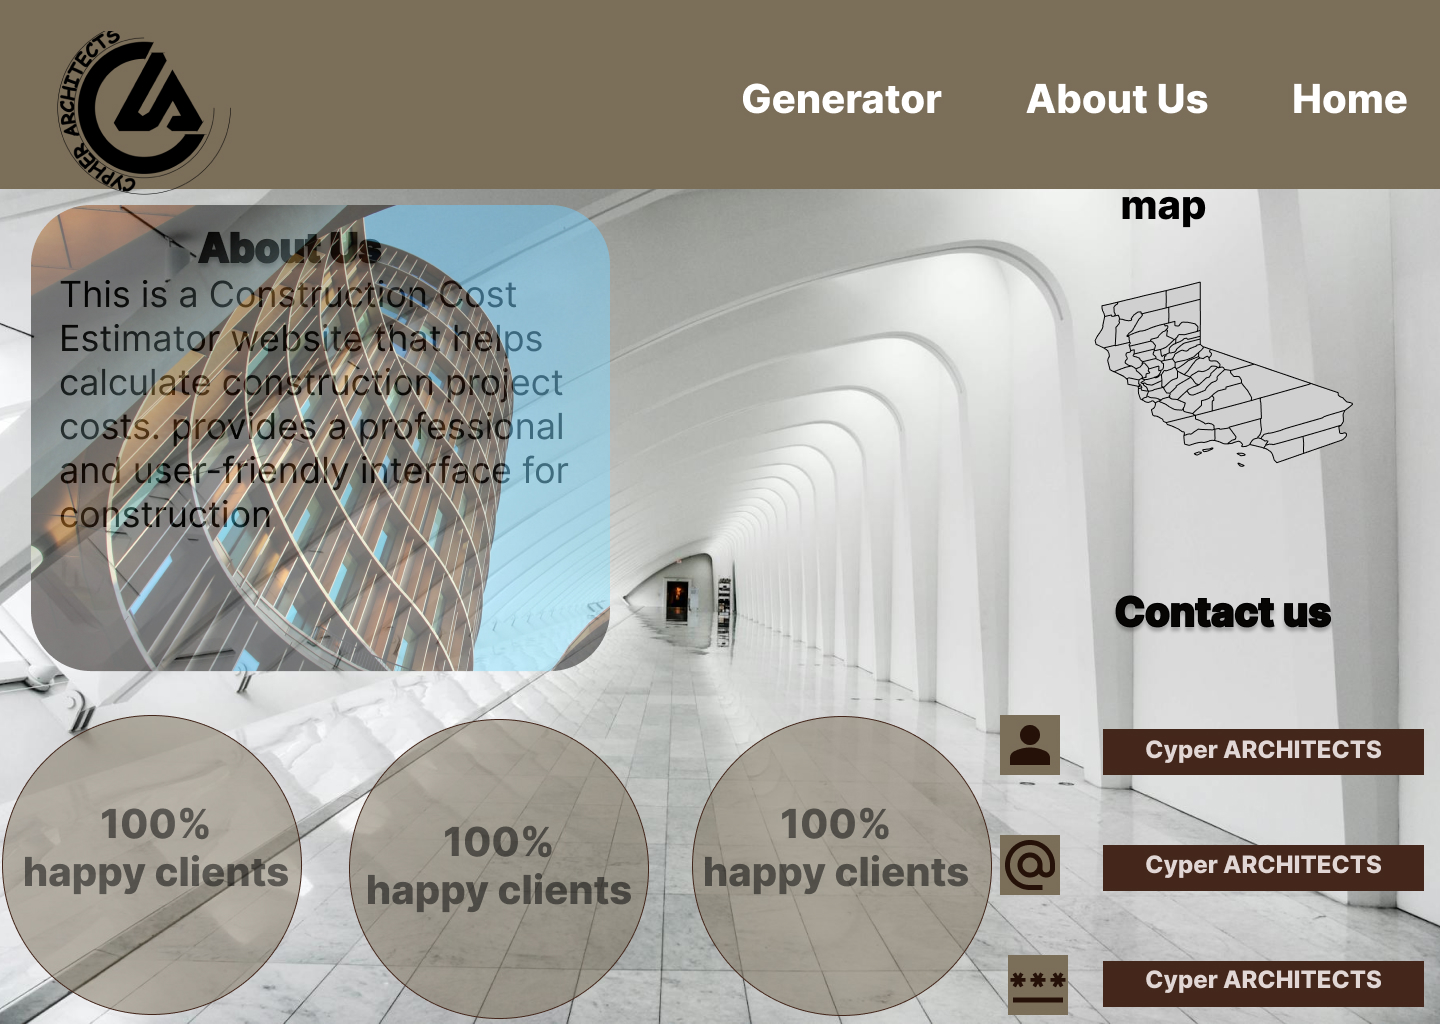 CYPHER ARCHITECTS
Generator
About Us
Home
About Us
This is a Construction Cost
Estimator website that helps
calculate construction project
costs. provides a professional
and user-friendly interface for
construction
map
Contact us
100%
happy clients
100%
happy clients
100%
happy clients
Cyper ARCHITECTS
Cyper ARCHITECTS
***
Cyper ARCHITECTS